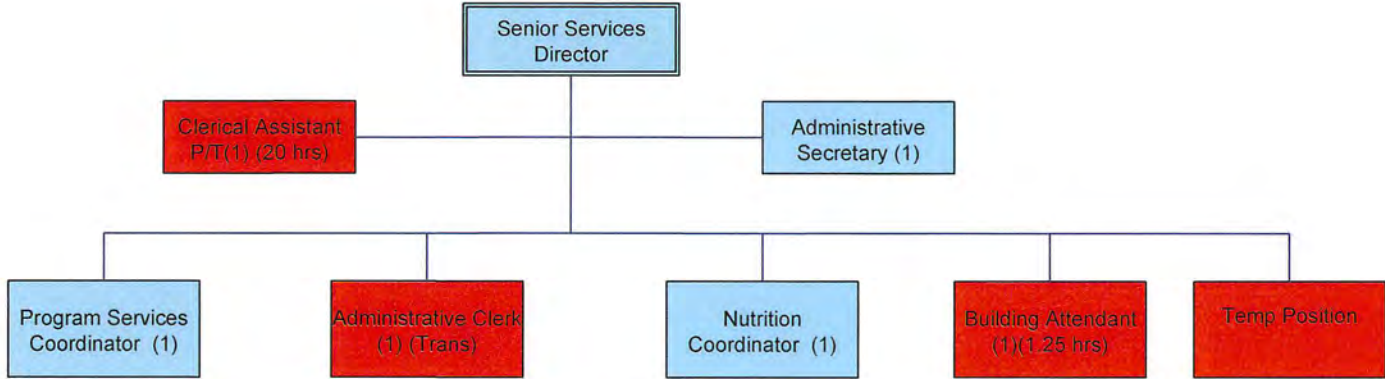 Senior Services
Director
Clerical Assistant
P/T(1) (20 hrs)
Administrative
Secretary (1)
Program Services
Coordinator (1)
Administrative Clerk
(1) (Trans)
Nutrition
Coordinator (1)
Building Attendant
(1)(1.25 hrs)
Temp Position